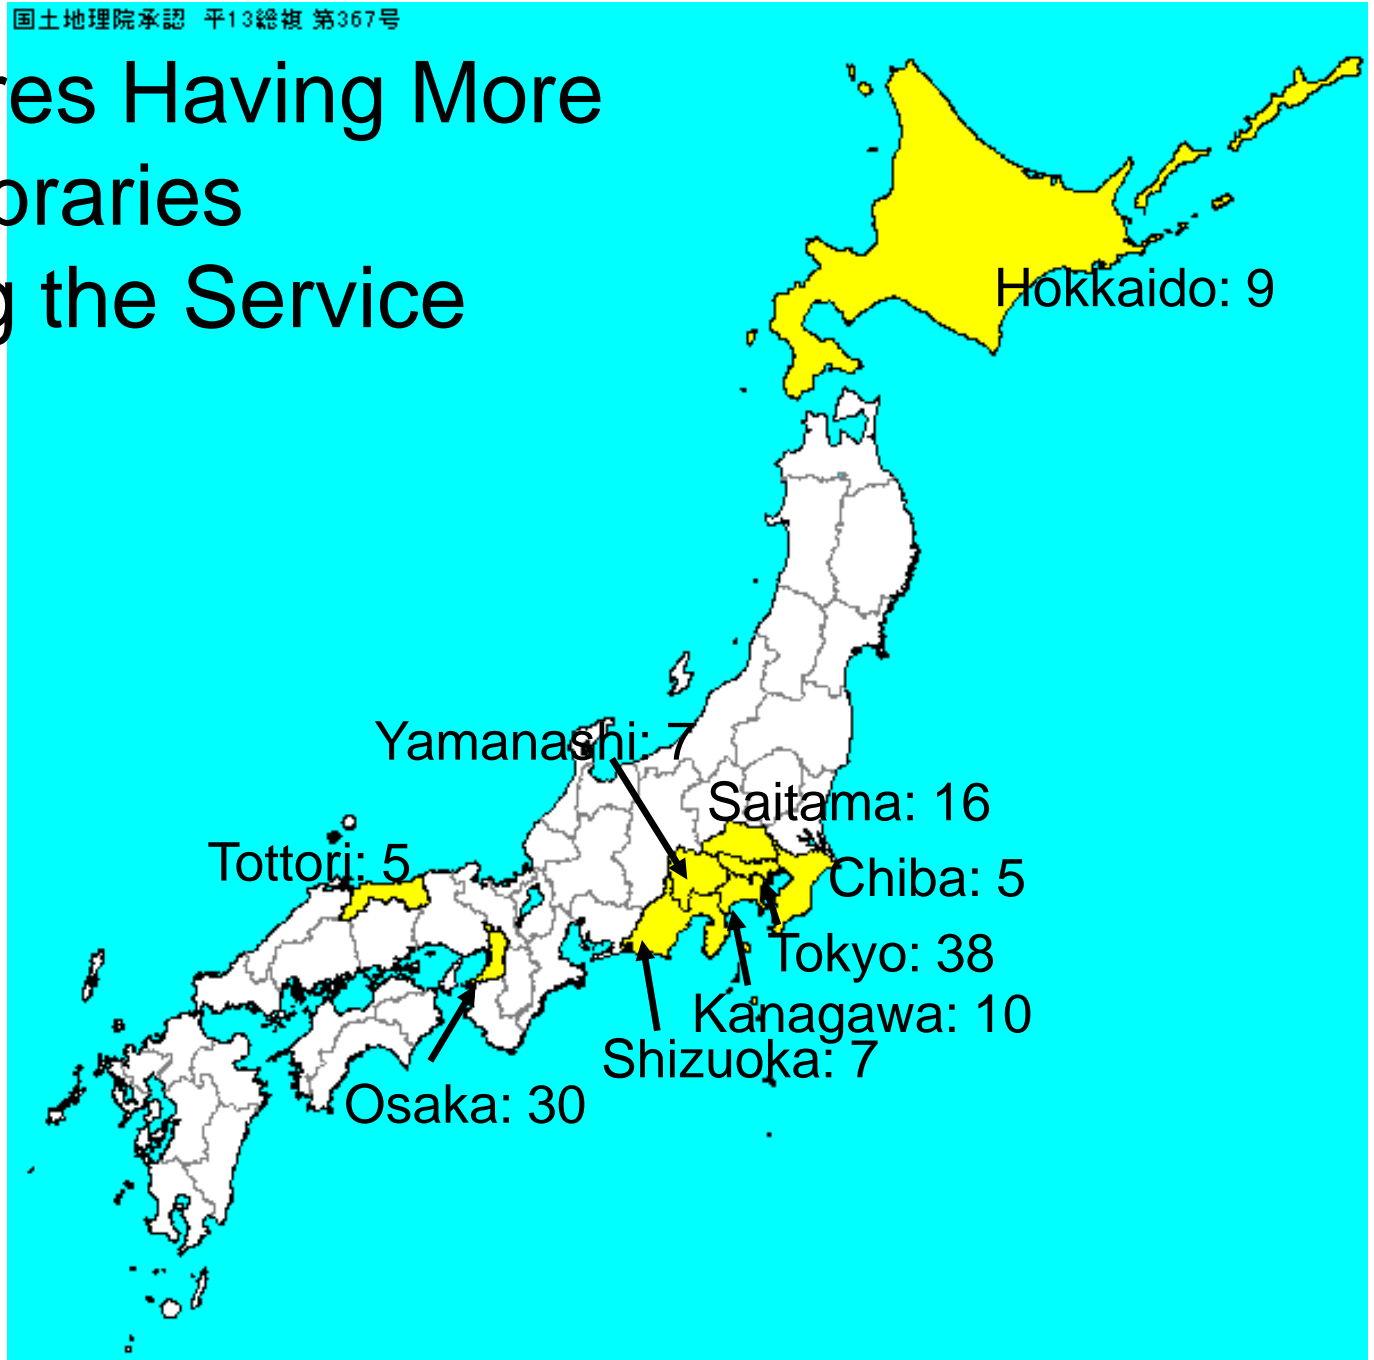 国土地理院承認 平13総複 第367号
res Having More
braries
g the Service
Hokkaido: 9
Yamanashi: 7
Saitama: 16
Tottori: 5
Chiba: 5
Tokyo: 38
Kanagawa: 10
Shizuoka: 7
Osaka: 30